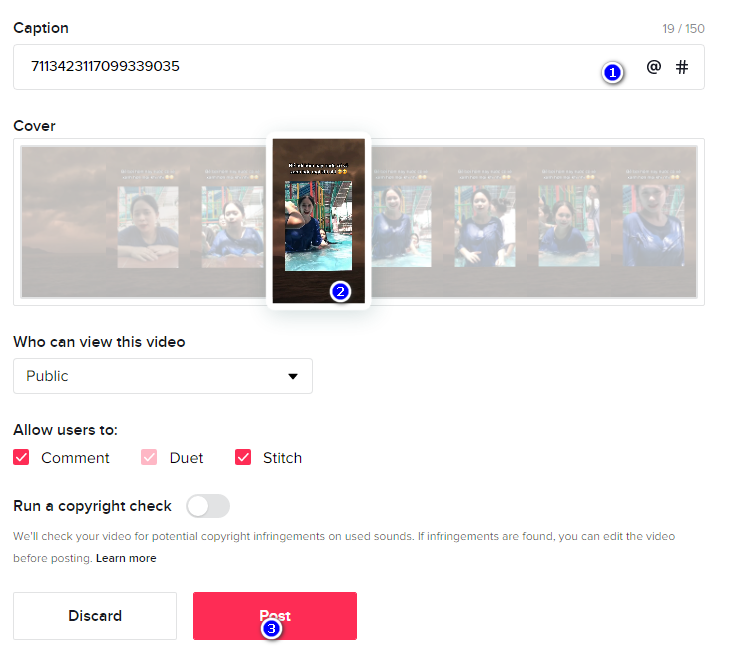 Caption
19 / 150
7113423117099339035
1
@ #
Cover
2
Who can view this video
Public
Allow users to:
Comment Duet Stitch
Run a copyright check
We'll check your video for potential copyright infringements on used sounds. If infringements are found, you can edit the video
before posting. Learn more
Discard Post
3